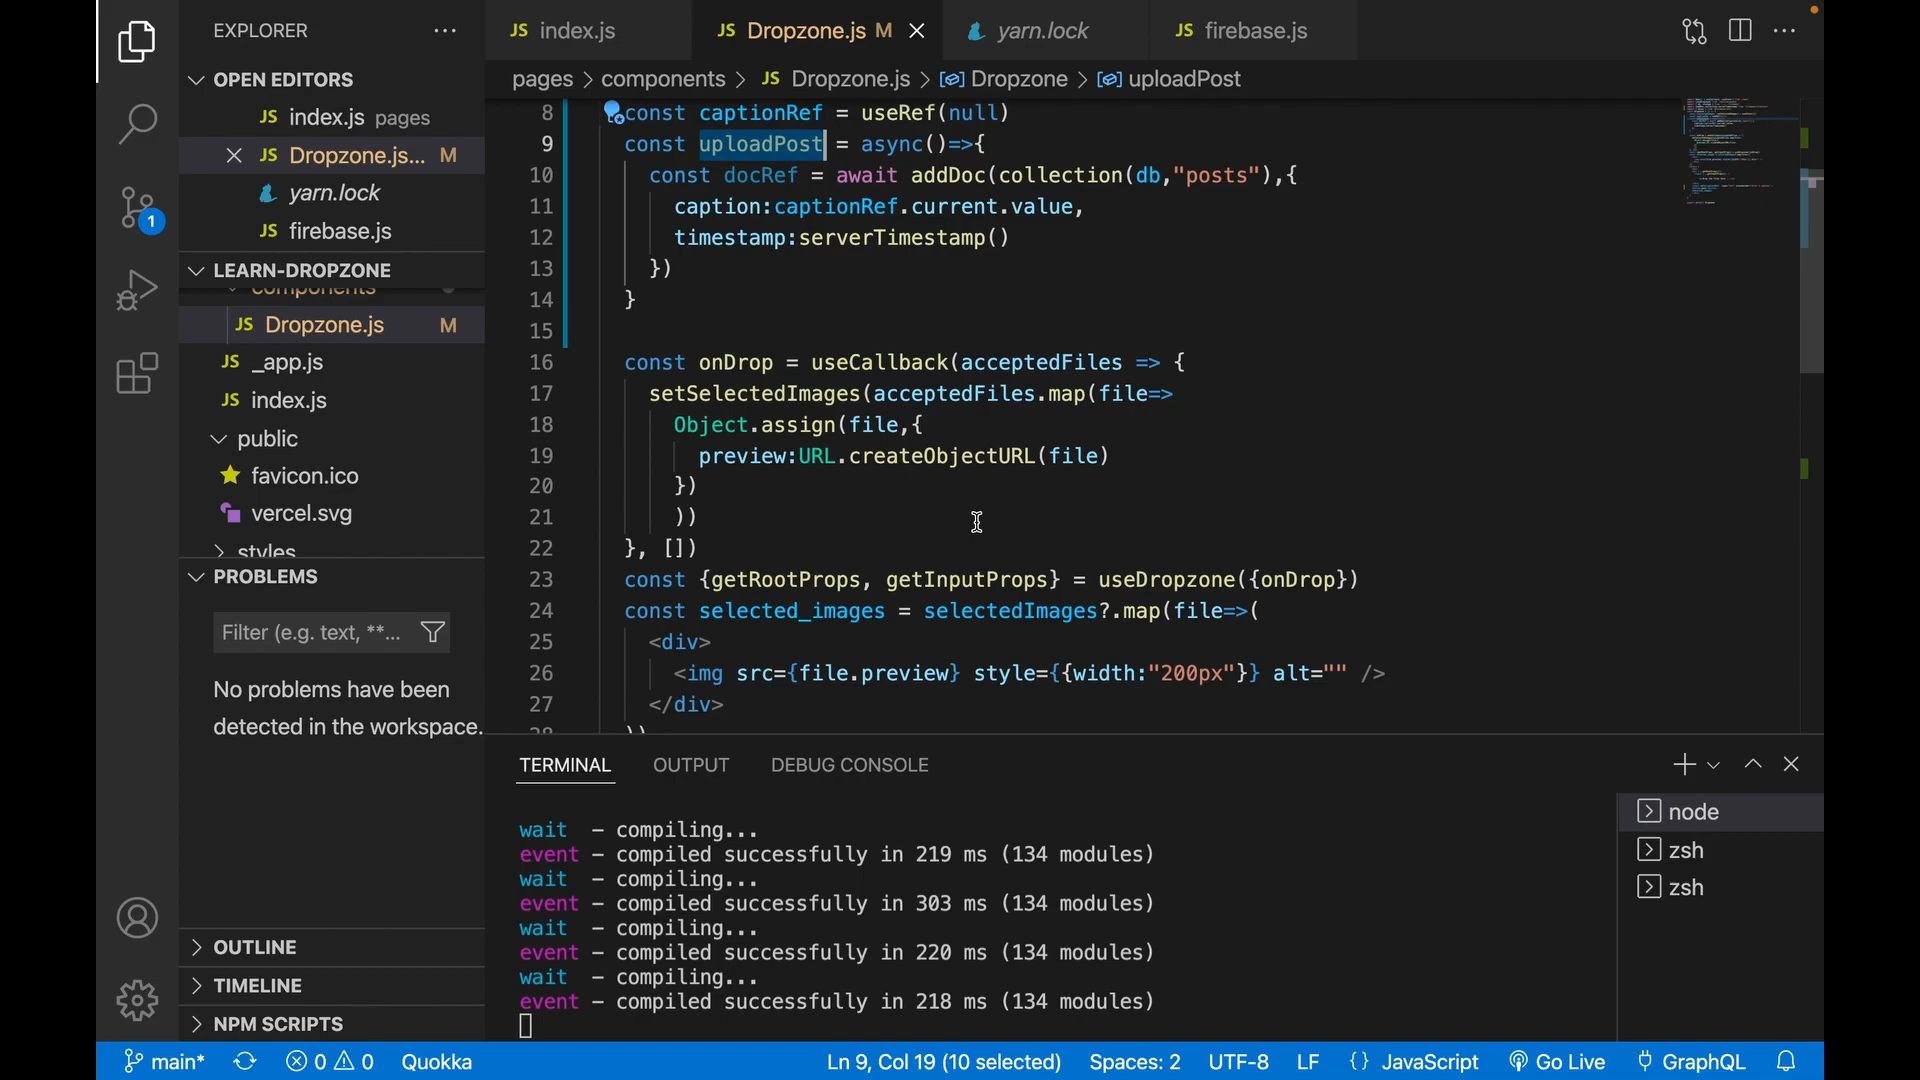 EXPLORER
OPEN EDITORS
JS index.js pages
JS Dropzone.js... M
yarn.lock
JS firebase.js
LEARN-DROPZONE
components
JS Dropzone.js M
JS _app.js
JS index.js
public
favicon.ico
vercel.svg
styles
PROBLEMS
Filter (e.g. text, **...
No problems have been
detected in the workspace.
OUTLINE
TIMELINE
NPM SCRIPTS
1
JS index.js JS Dropzone.js M yarn.lock JS firebase.js
pages > components > JS Dropzone.js > Dropzone > uploadPost
8 const captionRef = useRef(null)
9 const uploadPost = async()=>{
10 const docRef = await addDoc(collection(db,"posts"),{
11 caption:captionRef.current.value,
12 timestamp:serverTimestamp()
13 })
14 }
15
16 const onDrop = useCallback(acceptedFiles => {
17 setSelectedImages(acceptedFiles.map(file=>
18 Object.assign(file,{
19 preview:URL.createObjectURL(file)
20 })
21 ))
22 }, [])
23 const {getRootProps, getInputProps} = useDropzone({onDrop})
24 const selected_images = selectedImages?.map(file=>(
25 <div>
26 <img src={file.preview} style={{width:"200px"}} alt="" />
27 </div>
28 ))
TERMINAL OUTPUT DEBUG CONSOLE
wait – compiling...
event – compiled successfully in 219 ms (134 modules)
wait – compiling...
event – compiled successfully in 303 ms (134 modules)
wait – compiling...
event – compiled successfully in 220 ms (134 modules)
wait – compiling...
event – compiled successfully in 218 ms (134 modules)
node
zsh
zsh
main* 0 0 Quokka Ln 9, Col 19 (10 selected) Spaces: 2 UTF-8 LF {} JavaScript Go Live GraphQL